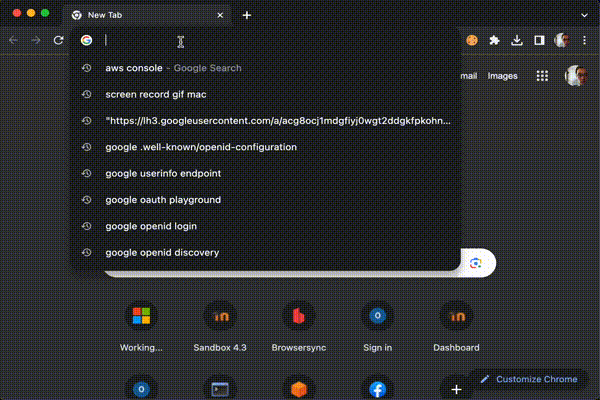 New Tab
aws console - Google Search
screen record gif mac
"https://lh3.googleusercontent.com/a/acg8ocj1mdgfiyj0wgt2ddgkfpkohn...
google .well-known/openid-configuration
google userinfo endpoint
google oauth playground
google openid login
google openid discovery
mail Images
Working... Sandbox 4.3 Browsersync Sign in Dashboard
Customize Chrome